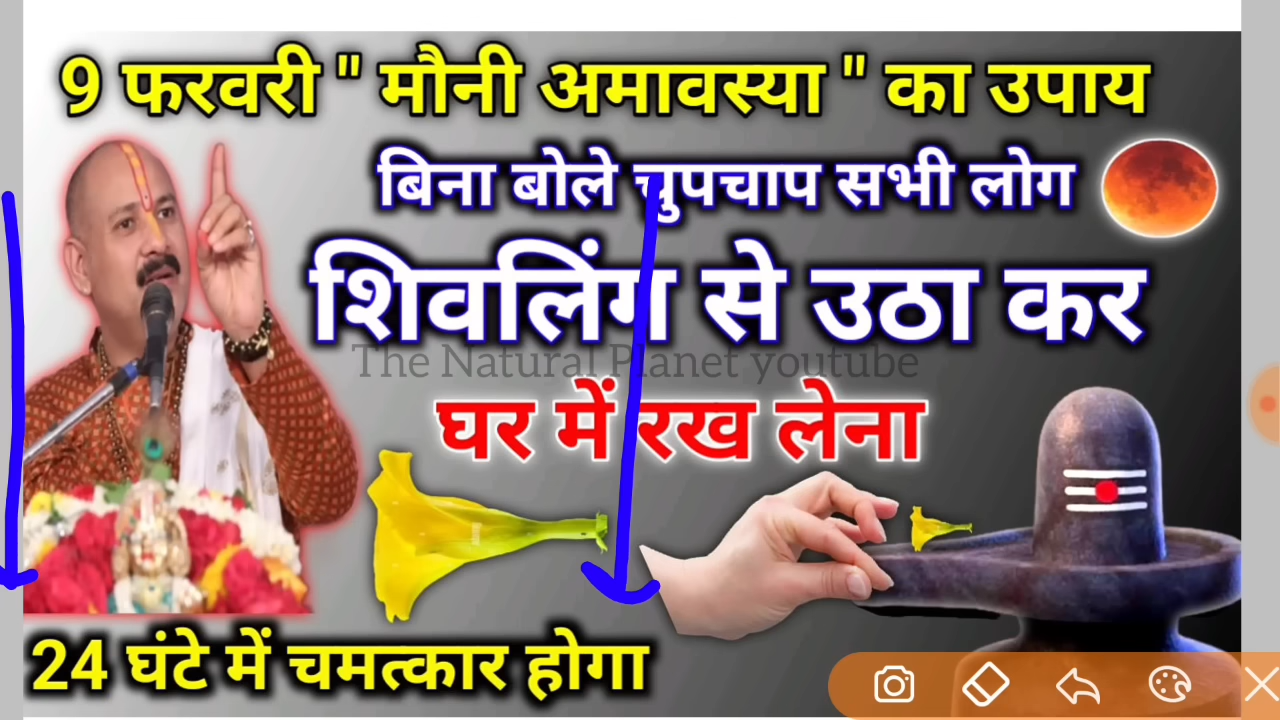 9 फरवरी " मौनी अमावस्या " का उपाय
बिना बोले चुपचाप सभी लोग
शिवलिंग से उठा कर
The Natural Planet youtube
घर में रख लेना
24 घंटे में चमत्कार होगा